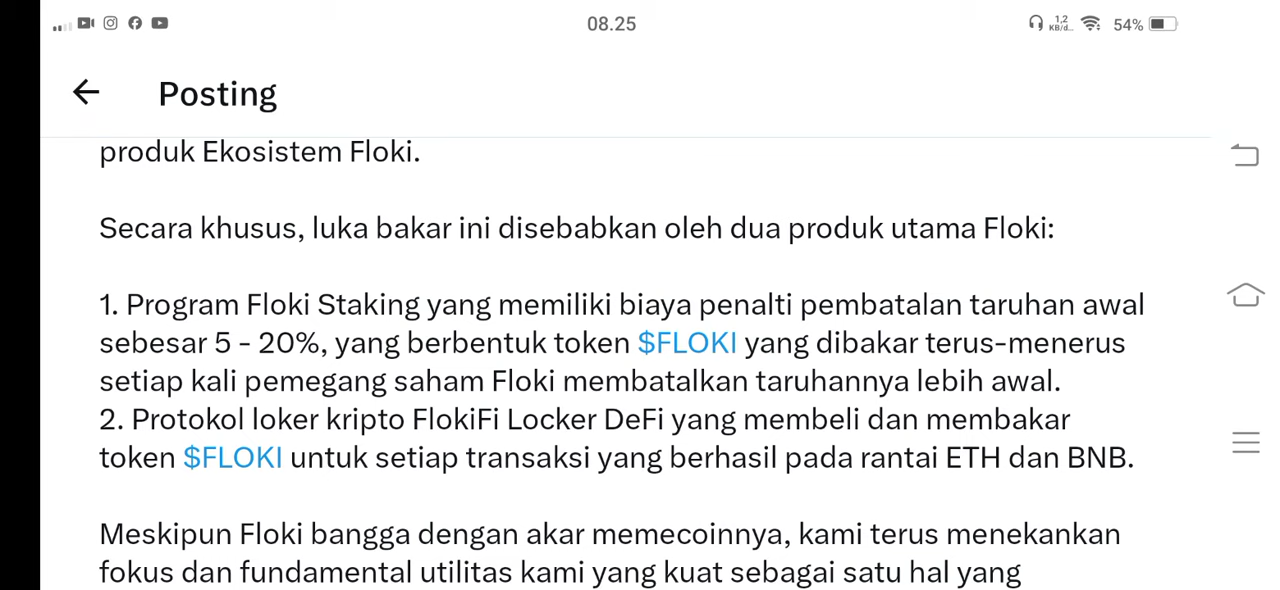 08.25
1,2
KB/d...
54%
Posting
produk Ekosistem Floki.
Secara khusus, luka bakar ini disebabkan oleh dua produk utama Floki:
1. Program Floki Staking yang memiliki biaya penalti pembatalan taruhan awal
sebesar 5 - 20%, yang berbentuk token $FLOKI yang dibakar terus-menerus
setiap kali pemegang saham Floki membatalkan taruhannya lebih awal.
2. Protokol loker kripto FlokiFi Locker DeFi yang membeli dan membakar
token $FLOKI untuk setiap transaksi yang berhasil pada rantai ETH dan BNB.
Meskipun Floki bangga dengan akar memecoinnya, kami terus menekankan
fokus dan fundamental utilitas kami yang kuat sebagai satu hal yang